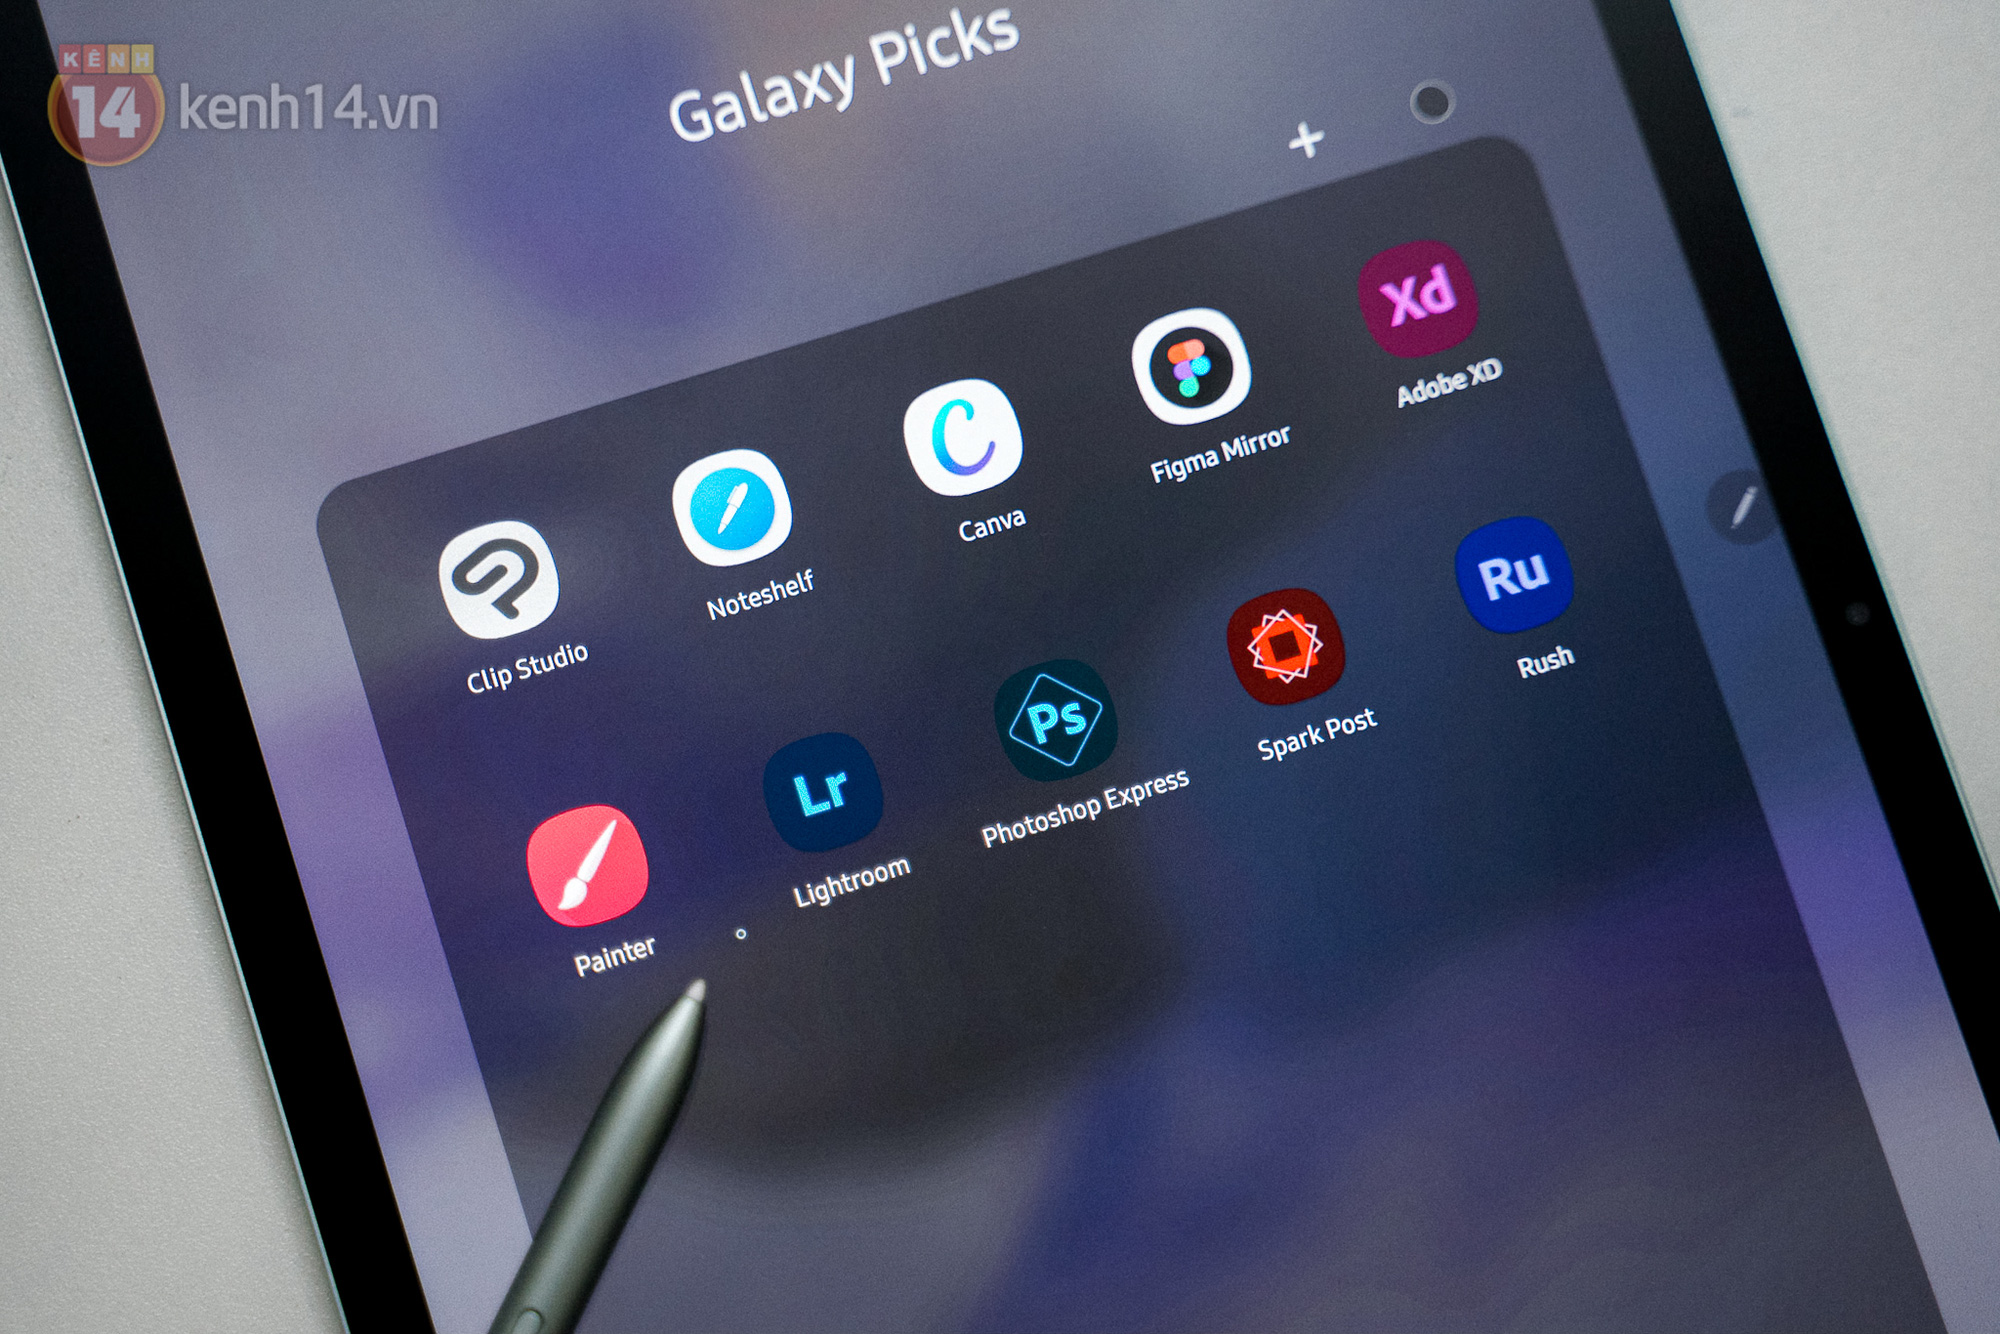 KÊNH
14 kenh14.vn
Galaxy Picks
+
Xd
Clip Studio
Noteshelf
Canva
Figma Mirror
Adobe XD
Lr
Ps
Ru
Painter
Lightroom
Photoshop Express
Spark Post
Rush